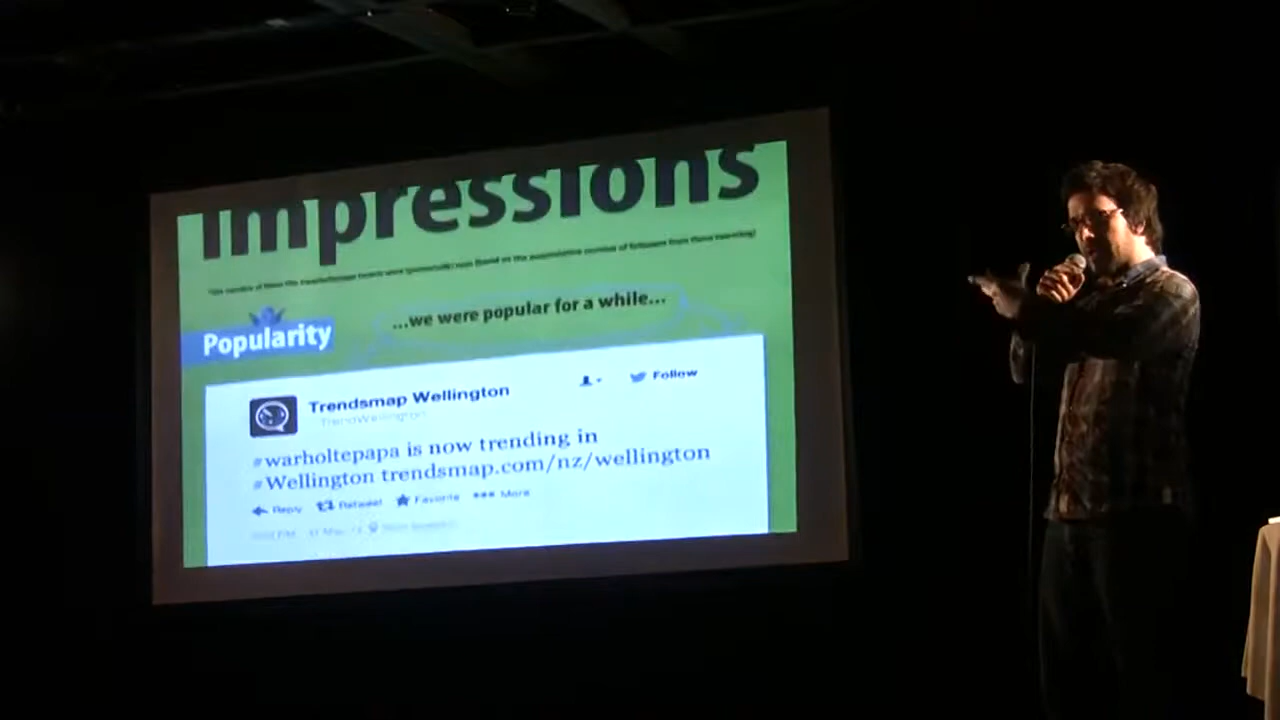 Impressions
...we were popular for a while...
Popularity
Trendsmap Wellington
Follow
TrendWellington
#warholtepapa is now trending in
#Wellington trendsmap.com/nz/wellington
Reply Retweet Favorite More